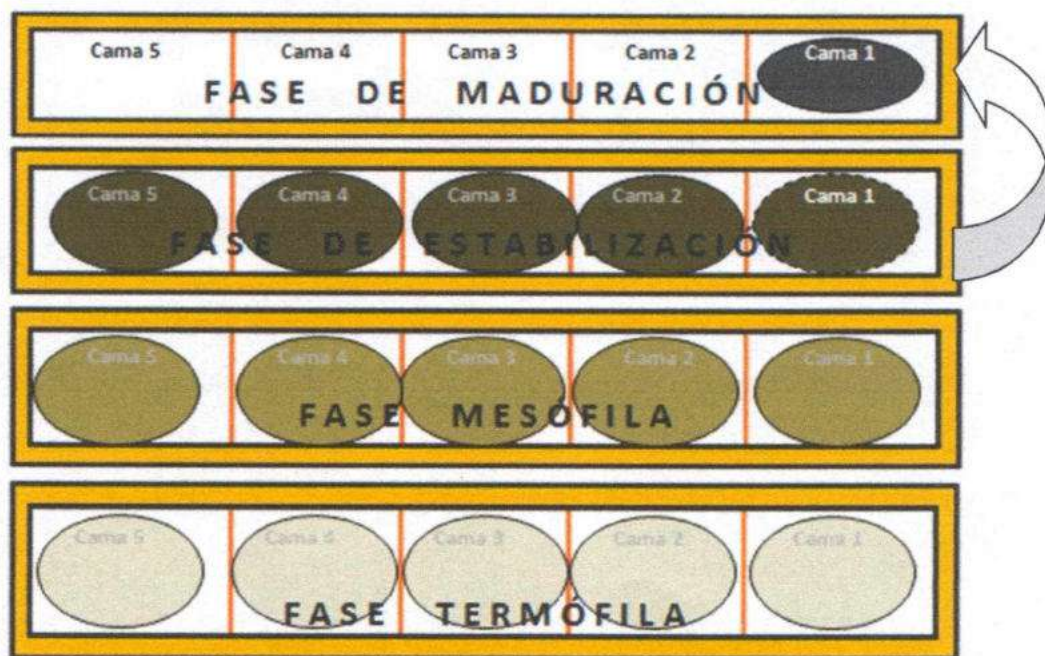 Cama 5 Cama 4 Cama 3 Cama 2 Cama 1
FASE DE MADURACIÓN
Cama 5 Cama 4 Cama 3 Cama 2 Cama 1
FASE DE ESTABILIZACIÓN
Cama 5 Cama 4 Cama 3 Cama 2 Cama 1
FASE MESÓFILA
Cama 5 Cama 4 Cama 3 Cama 2 Cama 1
FASE TERMÓFILA